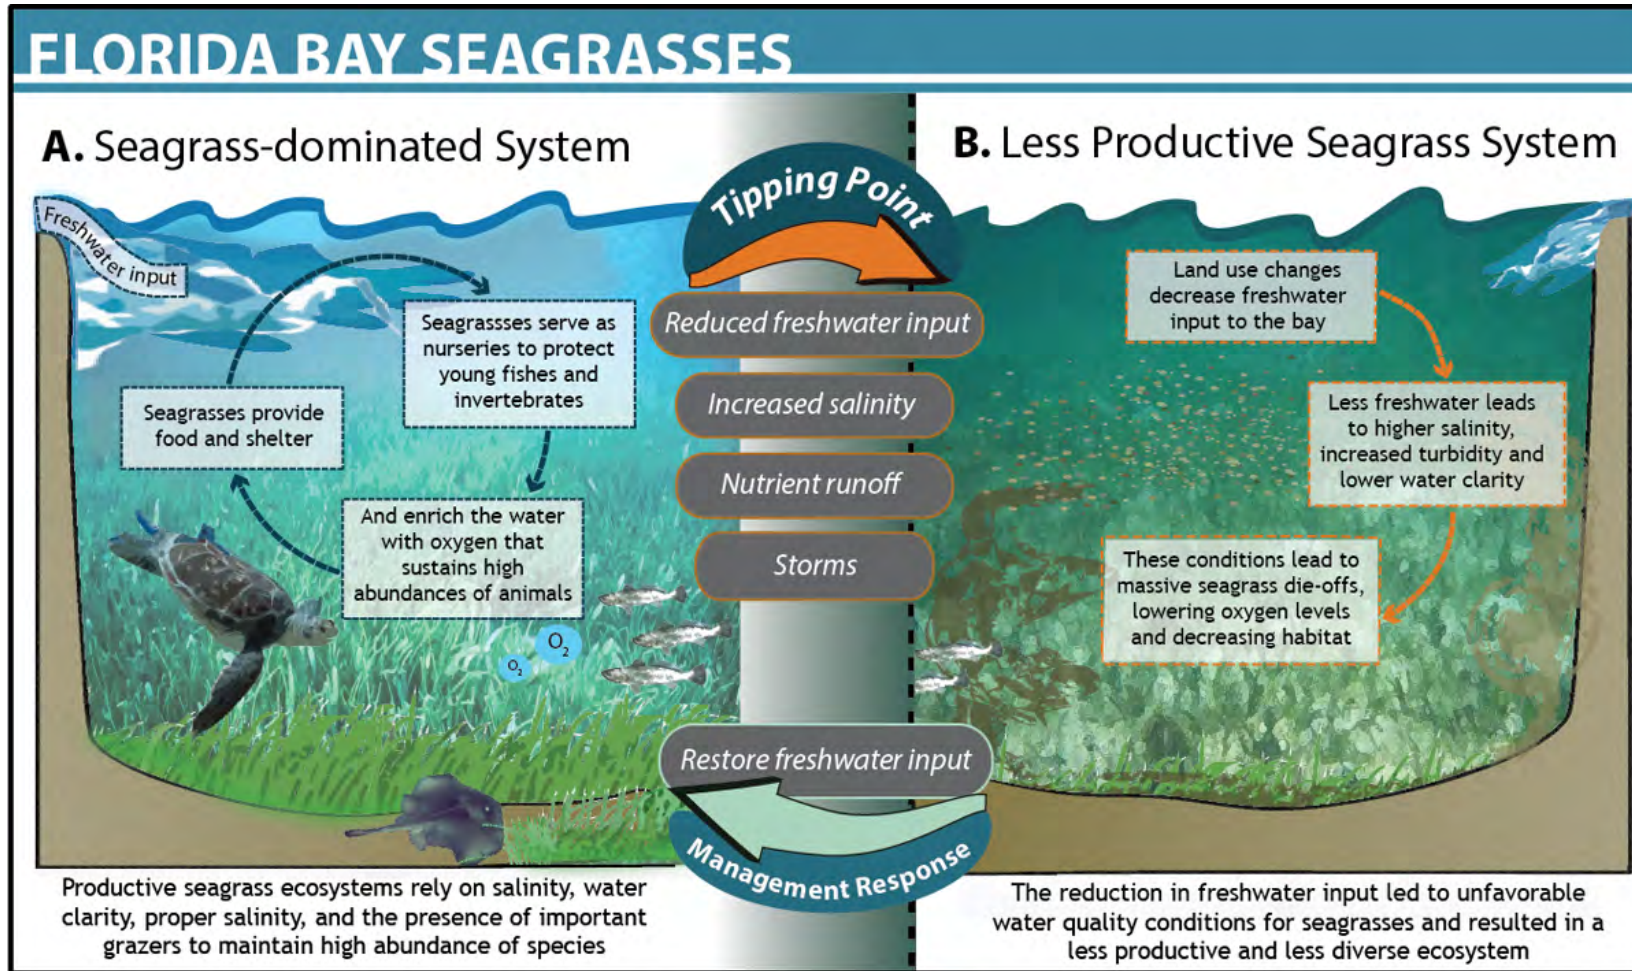 FLORIDA BAY SEAGRASSES
A. Seagrass-dominated System
Freshwater input
Seagrassses serve as
nurseries to protect
young fishes and
invertebrates
Seagrasses provide
food and shelter
And enrich the water
with oxygen that
sustains high
abundances of animals
O2
O2
Productive seagrass ecosystems rely on salinity, water
clarity, proper salinity, and the presence of important
grazers to maintain high abundance of species
Tipping Point
Reduced freshwater input
Increased salinity
Nutrient runoff
Storms
Restore freshwater input
Management Response
B. Less Productive Seagrass System
Land use changes
decrease freshwater
input to the bay
Less freshwater leads
to higher salinity,
increased turbidity and
lower water clarity
These conditions lead to
massive seagrass die-offs,
lowering oxygen levels
and decreasing habitat
The reduction in freshwater input led to unfavorable
water quality conditions for seagrasses and resulted in a
less productive and less diverse ecosystem